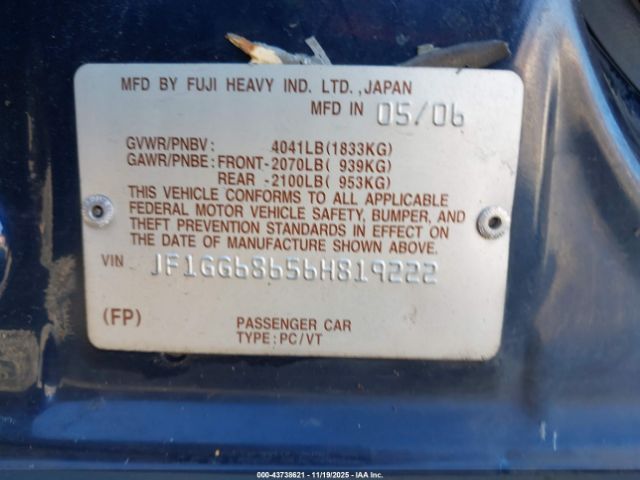 MFD BY FUJI HEAVY IND. LTD.,JAPAN
MFD IN 05/06
GVWR/PNBV: 4041LB(1833KG)
GAWR/PNBE: FRONT-2070LB( 939KG)
REAR -2100LB( 953KG)
THIS VEHICLE CONFORMS TO ALL APPLICABLE
FEDERAL MOTOR VEHICLE SAFETY, BUMPER, AND
THEFT PREVENTION STANDARDS IN EFFECT ON
THE DATE OF MANUFACTURE SHOWN ABOVE.
VIN JF1GG68656H819222
(FP)
PASSENGER CAR
TYPE:PC/VT
000-43738621 - 11/19/2025 - IAA Inc.